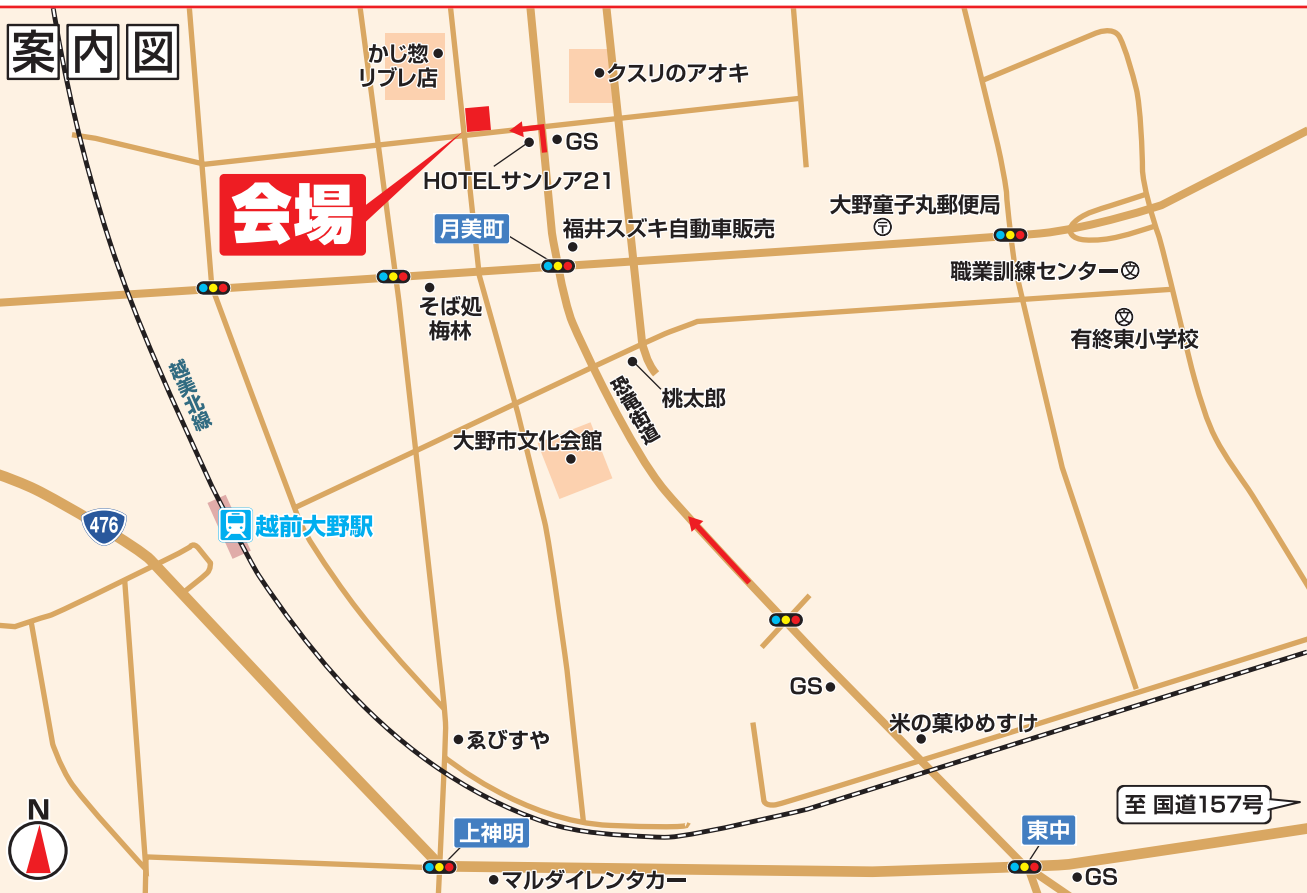 案内図
かじ惣
リブレ店
クスリのアオキ
GS
HOTELサンレア21
会場
月美町
福井スズキ自動車販売
大野童子丸郵便局
〒
職業訓練センター
文
そば処
梅林
文
有終東小学校
越美北線
恐竜街道
桃太郎
大野市文化会館
476
越前大野駅
GS
米の菓ゆめすけ
ゑびすや
至 国道157号
N
上神明
東中
マルダイレンタカー
GS